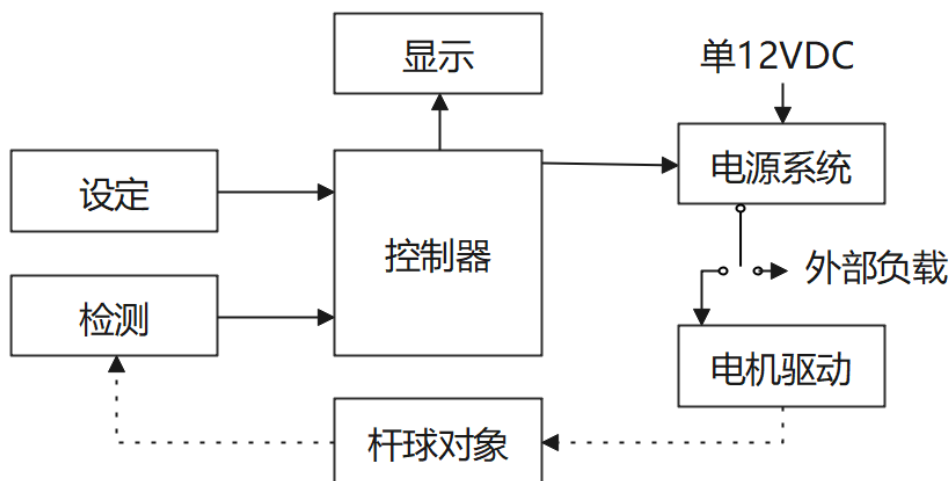 显示
单12VDC
设定
电源系统
控制器
外部负载
检测
电机驱动
杆球对象